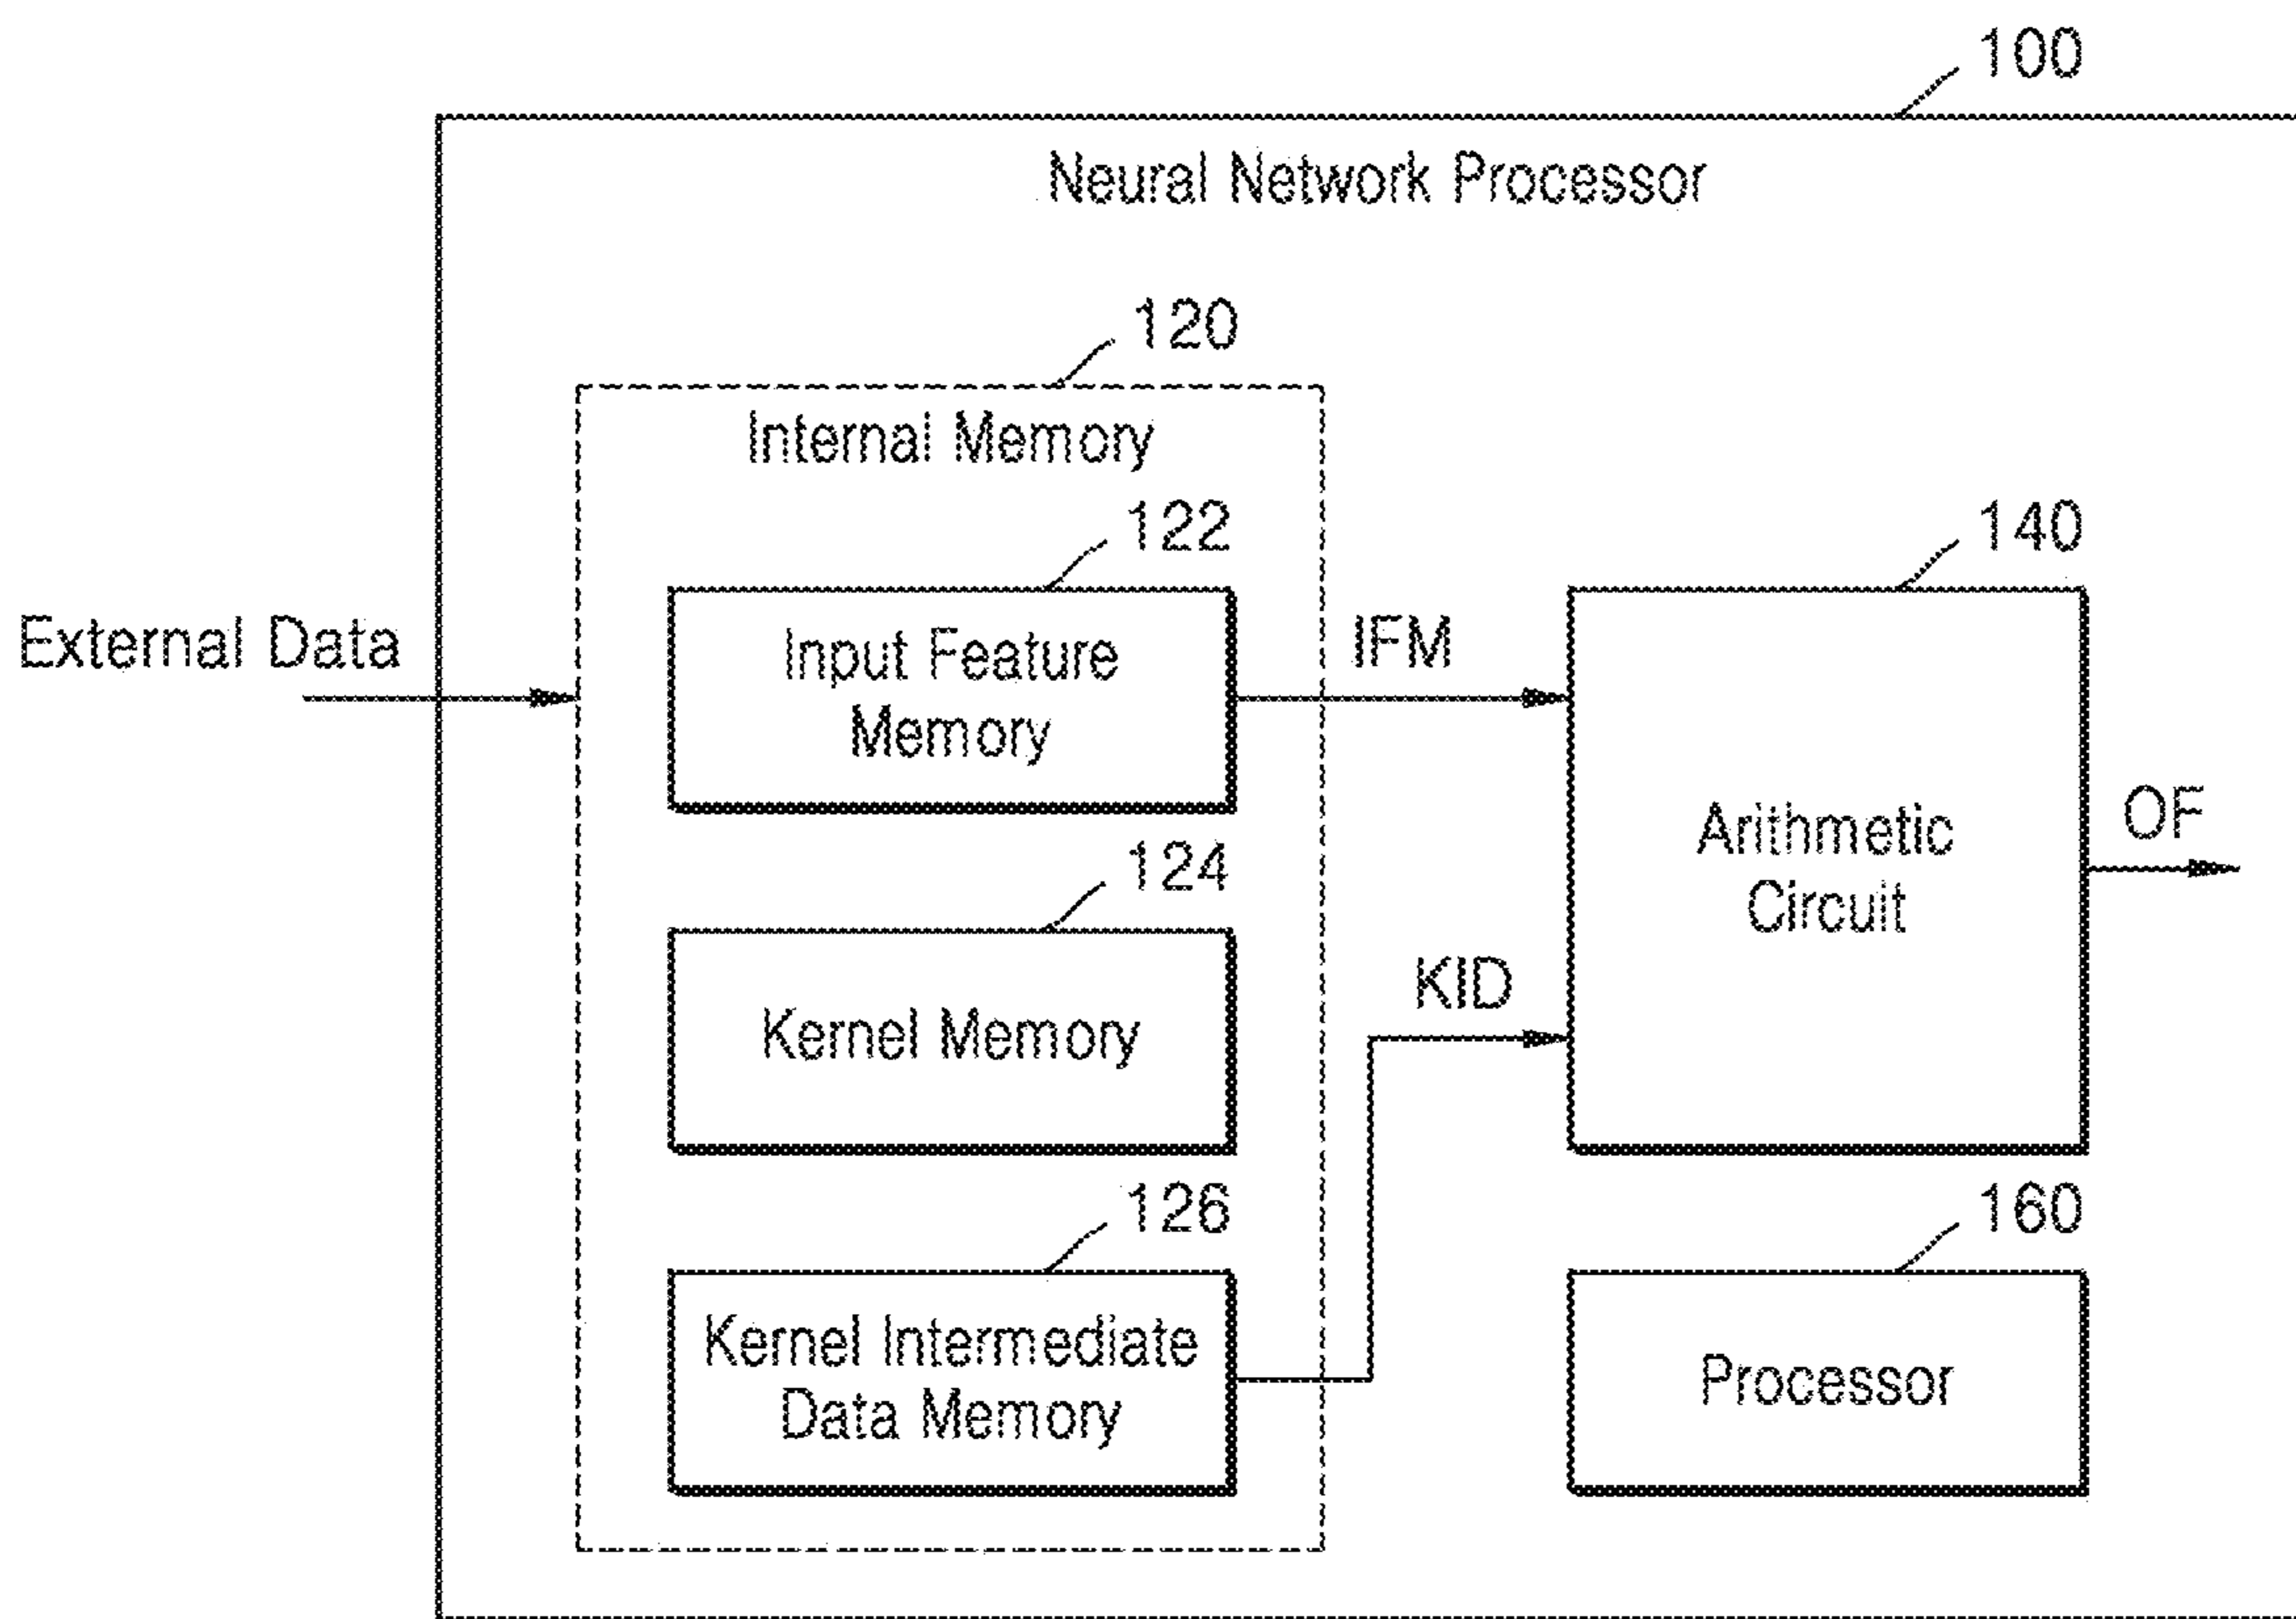 100
Neural Network Processor
120
Internal Memory
122
140
External Data
Input Feature
Memory
IFM
Arithmetic
Circuit
OF
124
Kernel Memory
KID
126
160
Kernel Intermediate
Data Memory
Processor